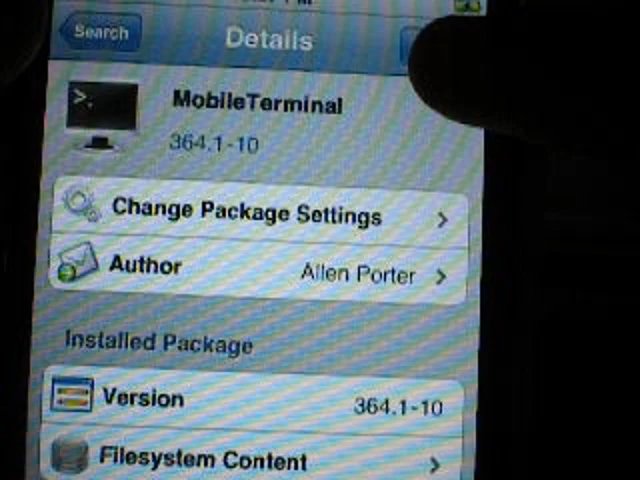 Search
Details
>.
MobileTerminal
364.1-10
Change Package Settings
Author
Allen Porter
Installed Package
Version
364.1-10
Filesystem Content